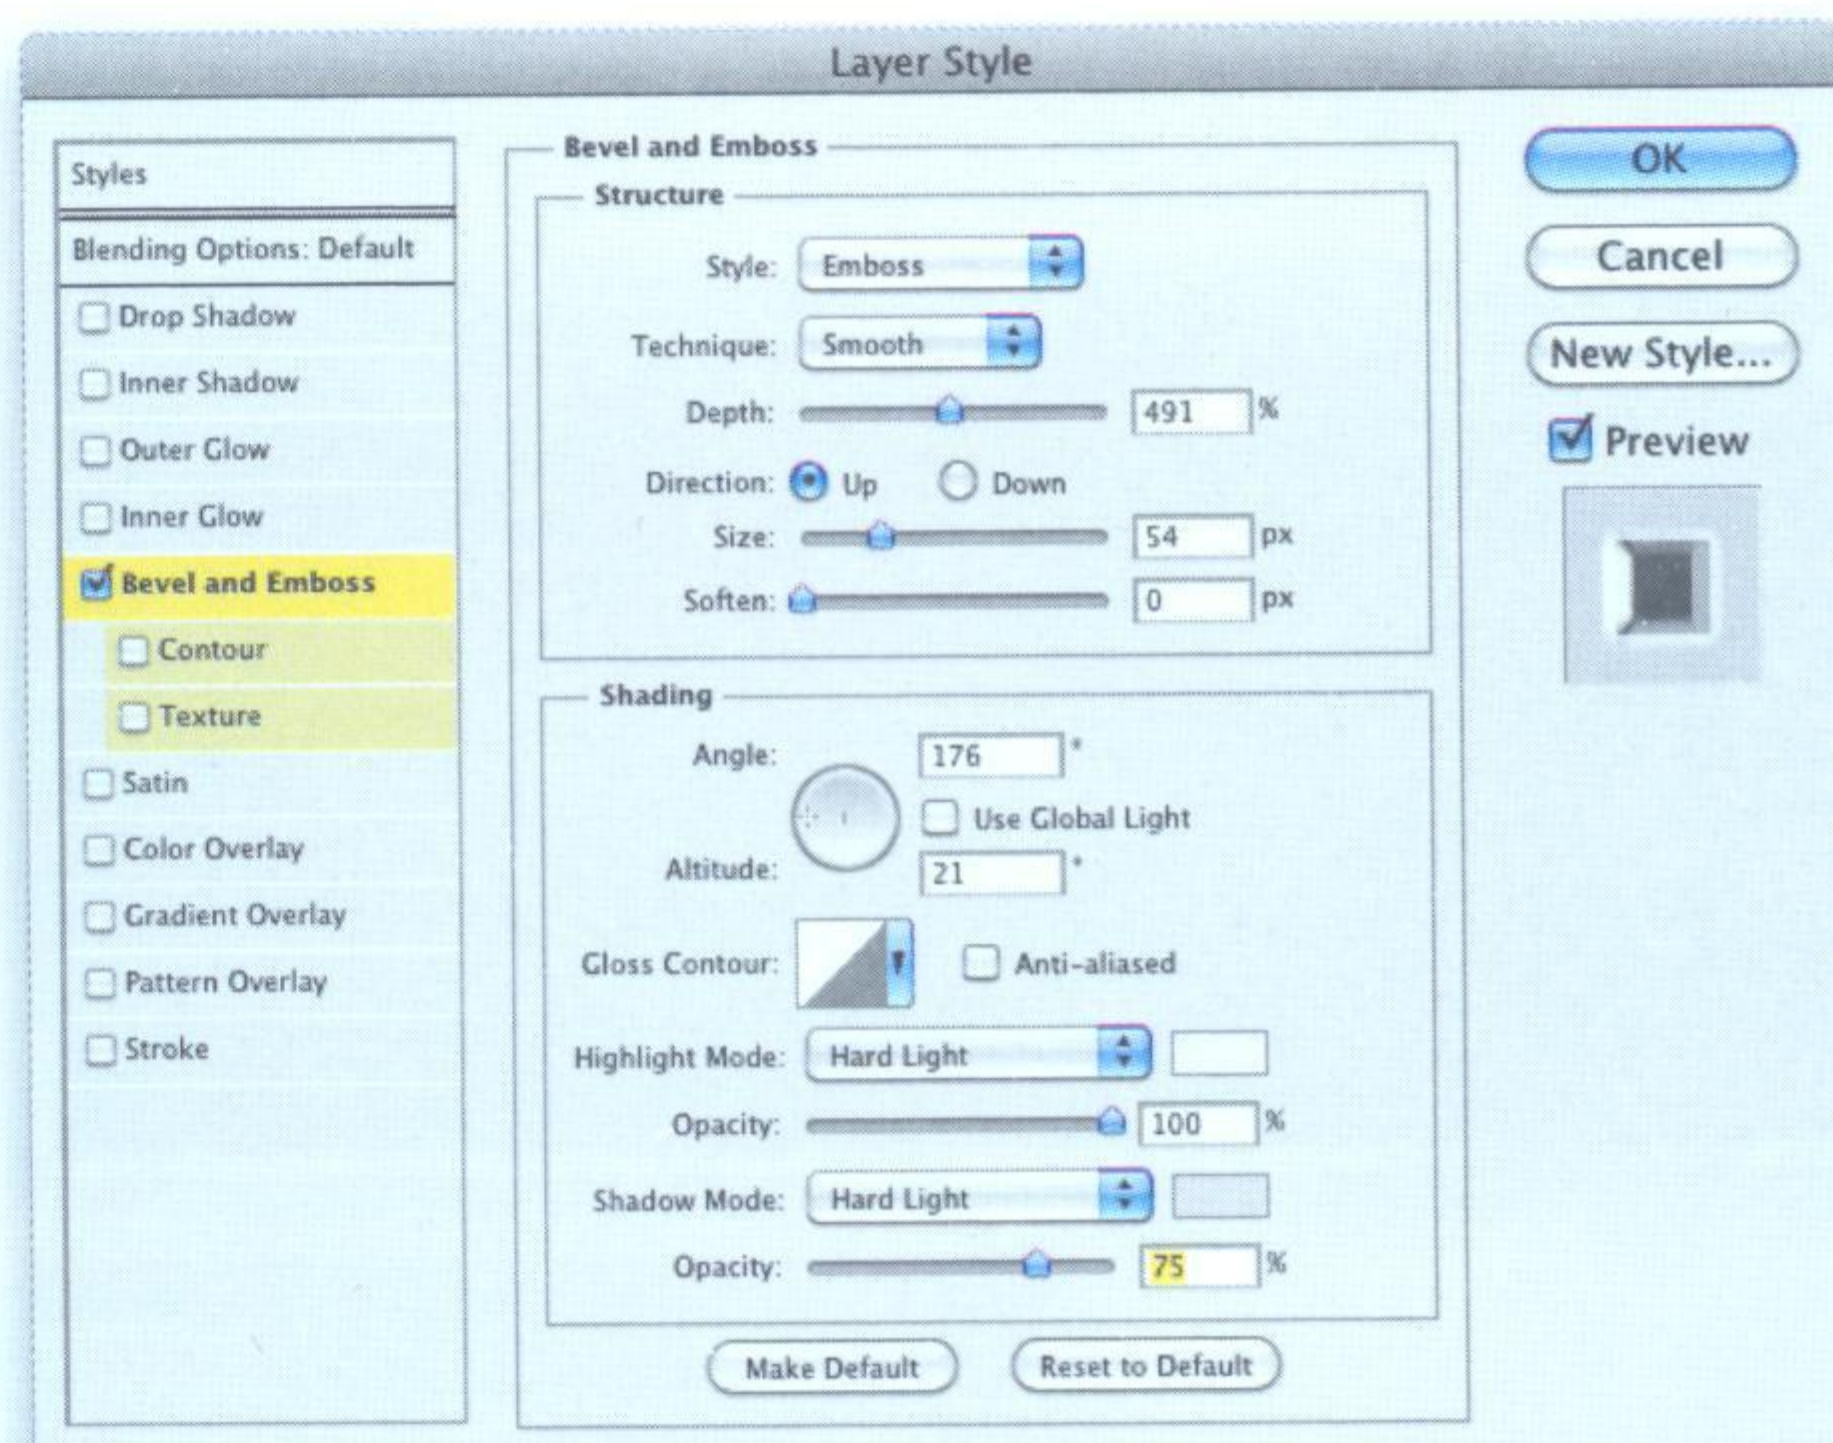 Layer Style
Styles
Blending Options: Default
Drop Shadow
Inner Shadow
Outer Glow
Inner Glow
Bevel and Emboss
Contour
Texture
Satin
Color Overlay
Gradient Overlay
Pattern Overlay
Stroke
Bevel and Emboss
Structure
Style: Emboss
Technique: Smooth
Depth: 491 %
Direction: Up Down
Size: 54 px
Soften: 0 px
Shading
Angle: 176 °
Use Global Light
Altitude: 21 °
Gloss Contour: Anti-aliased
Highlight Mode: Hard Light
Opacity: 100 %
Shadow Mode: Hard Light
Opacity: 75 %
Make Default Reset to Default
OK
Cancel
New Style...
Preview